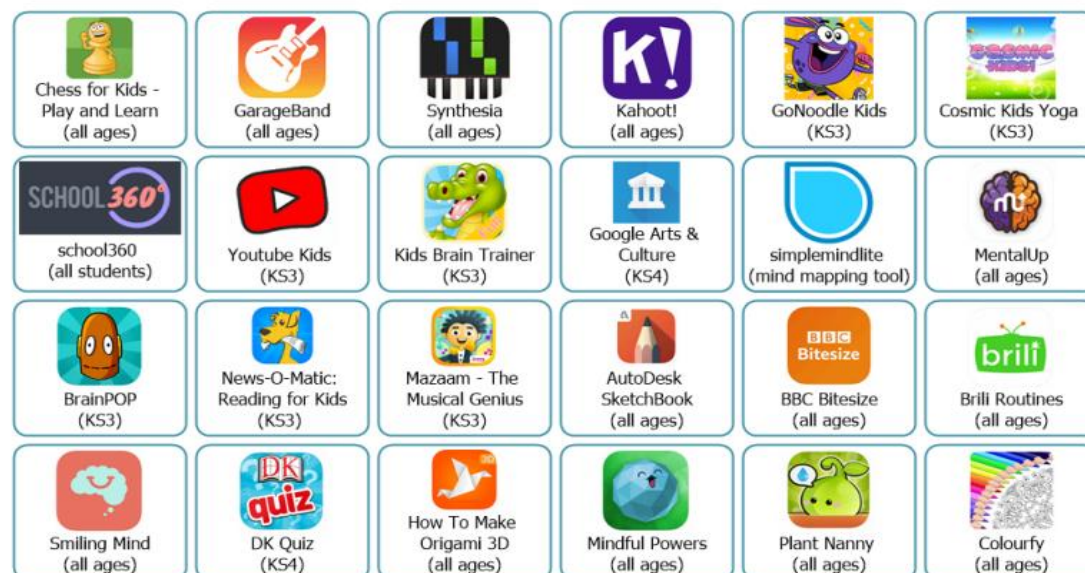 Chess for Kids -
Play and Learn
(all ages)
GarageBand
(all ages)
Synthesia
(all ages)
K!
Kahoot!
(all ages)
GoNoodle Kids
(KS3)
COSMIC
KIDS!
Cosmic Kids Yoga
(KS3)
SCHOOL 360°
school360
(all students)
Youtube Kids
(KS3)
Kids Brain Trainer
(KS3)
Google Arts &
Culture
(KS4)
simplemindlite
(mind mapping tool)
MentalUp
(all ages)
BrainPOP
(KS3)
News-O-Matic:
Reading for Kids
(KS3)
Mazaam - The
Musical Genius
(KS3)
AutoDesk
SketchBook
(all ages)
BBC
Bitesize
BBC Bitesize
(all ages)
brili
Brili Routines
(all ages)
Smiling Mind
(all ages)
DK
quiz
DK Quiz
(KS4)
3D
How To Make
Origami 3D
(all ages)
Mindful Powers
(all ages)
Plant Nanny
(all ages)
Colourfy
(all ages)